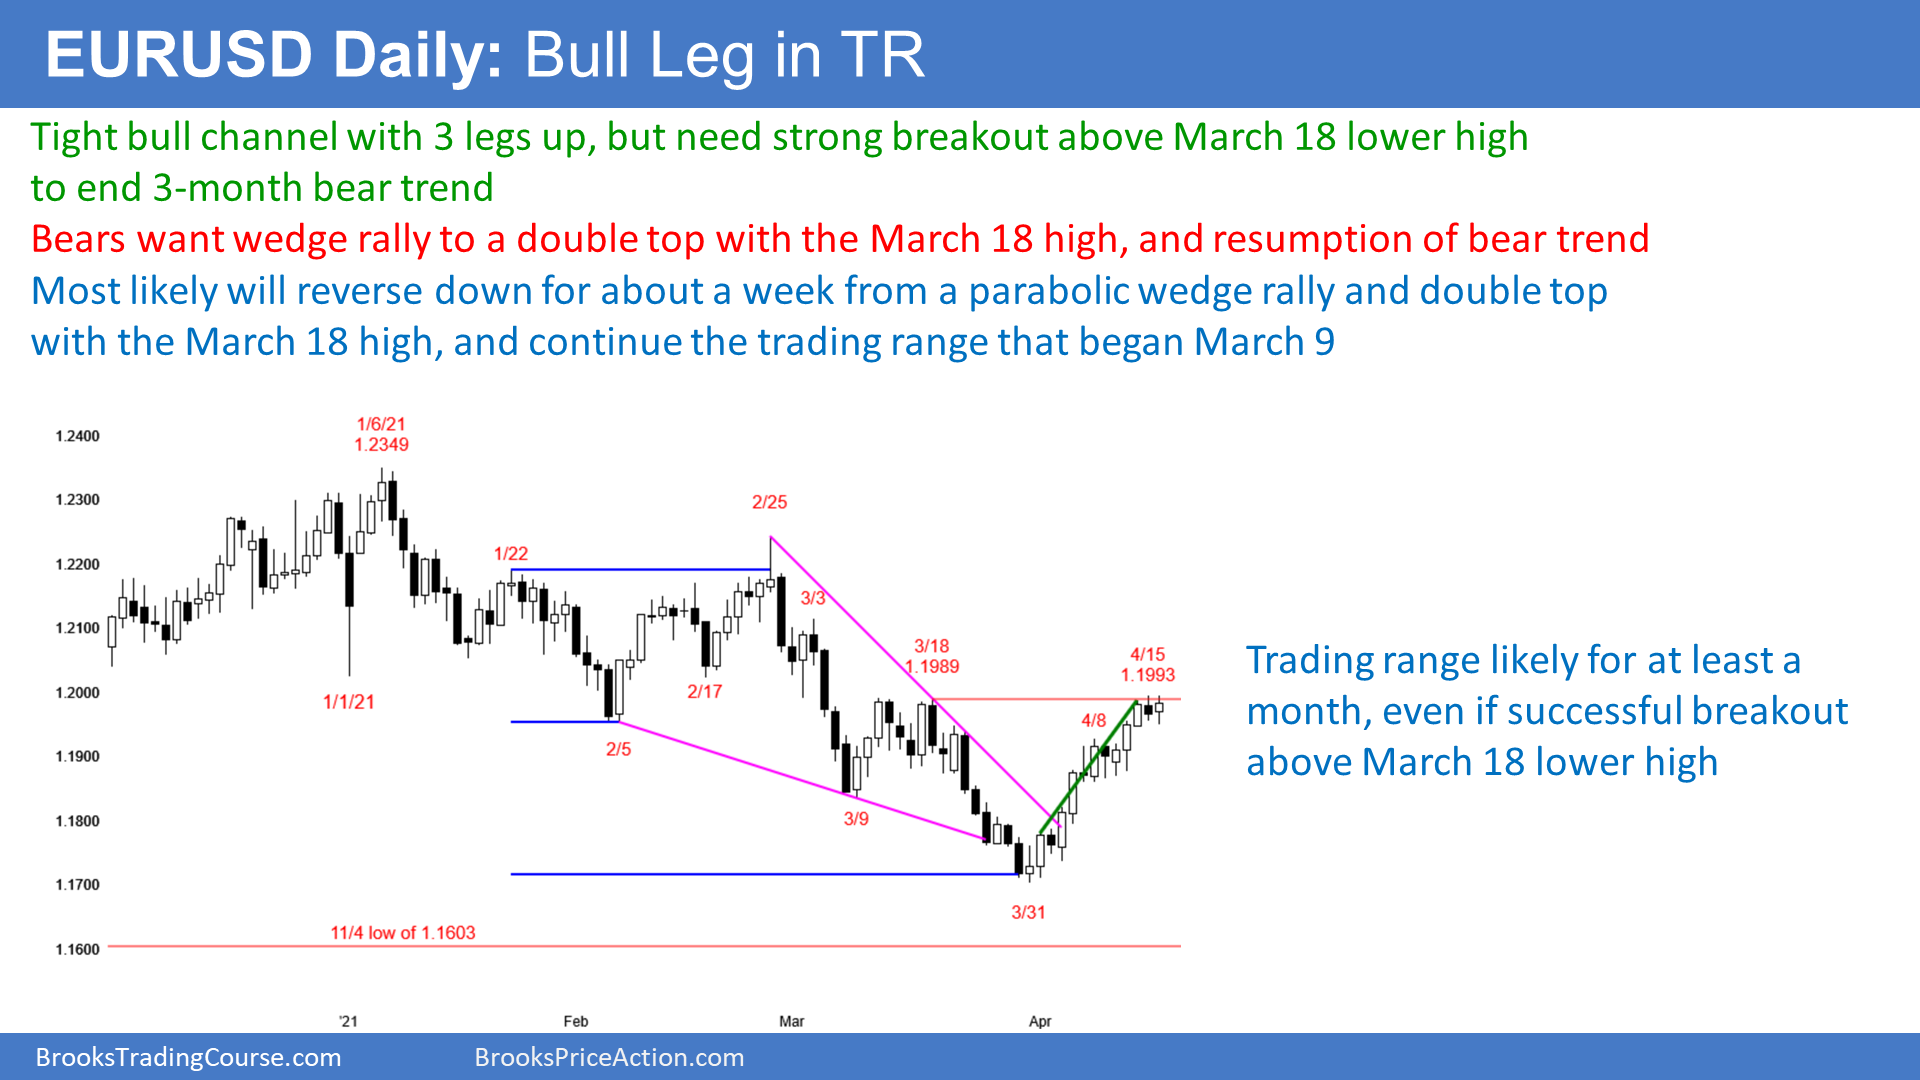 EURUSD Daily: Bull Leg in TR
Tight bull channel with 3 legs up, but need strong breakout above March 18 lower high
to end 3-month bear trend
Bears want wedge rally to a double top with the March 18 high, and resumption of bear trend
Most likely will reverse down for about a week from a parabolic wedge rally and double top
with the March 18 high, and continue the trading range that began March 9
1/6/21
1.2349
1.2400
1.2300
1.2200
1.2100
1.2000
1.1900
1.1800
1.1700
1.1600
1/1/21
1/22
2/5
2/17
2/25
3/3
3/9
3/18
1.1989
3/31
4/8
4/15
1.1993
11/4 low of 1.1603
Trading range likely for at least a
month, even if successful breakout
above March 18 lower high
'21
Feb
Mar
Apr
BrooksTradingCourse.com
BrooksPriceAction.com